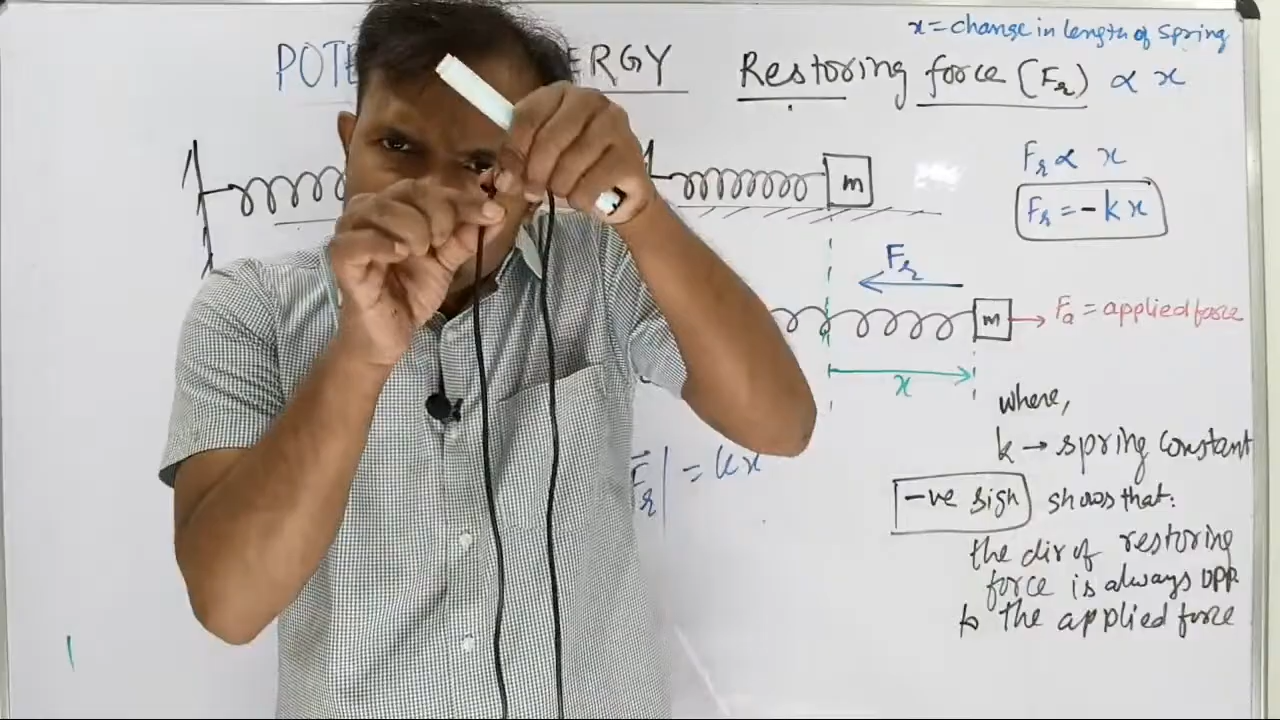 x = change in length of spring
POTE ERGY
Restoring force (Fr) ∝ x
Fr ∝ x
Fr = -kx
m
Fr
m
Fa = applied force
x
where,
k → spring constant
Fr| = kx
-ve sign shows that:
the dir of restoring
force is always opp
to the applied force